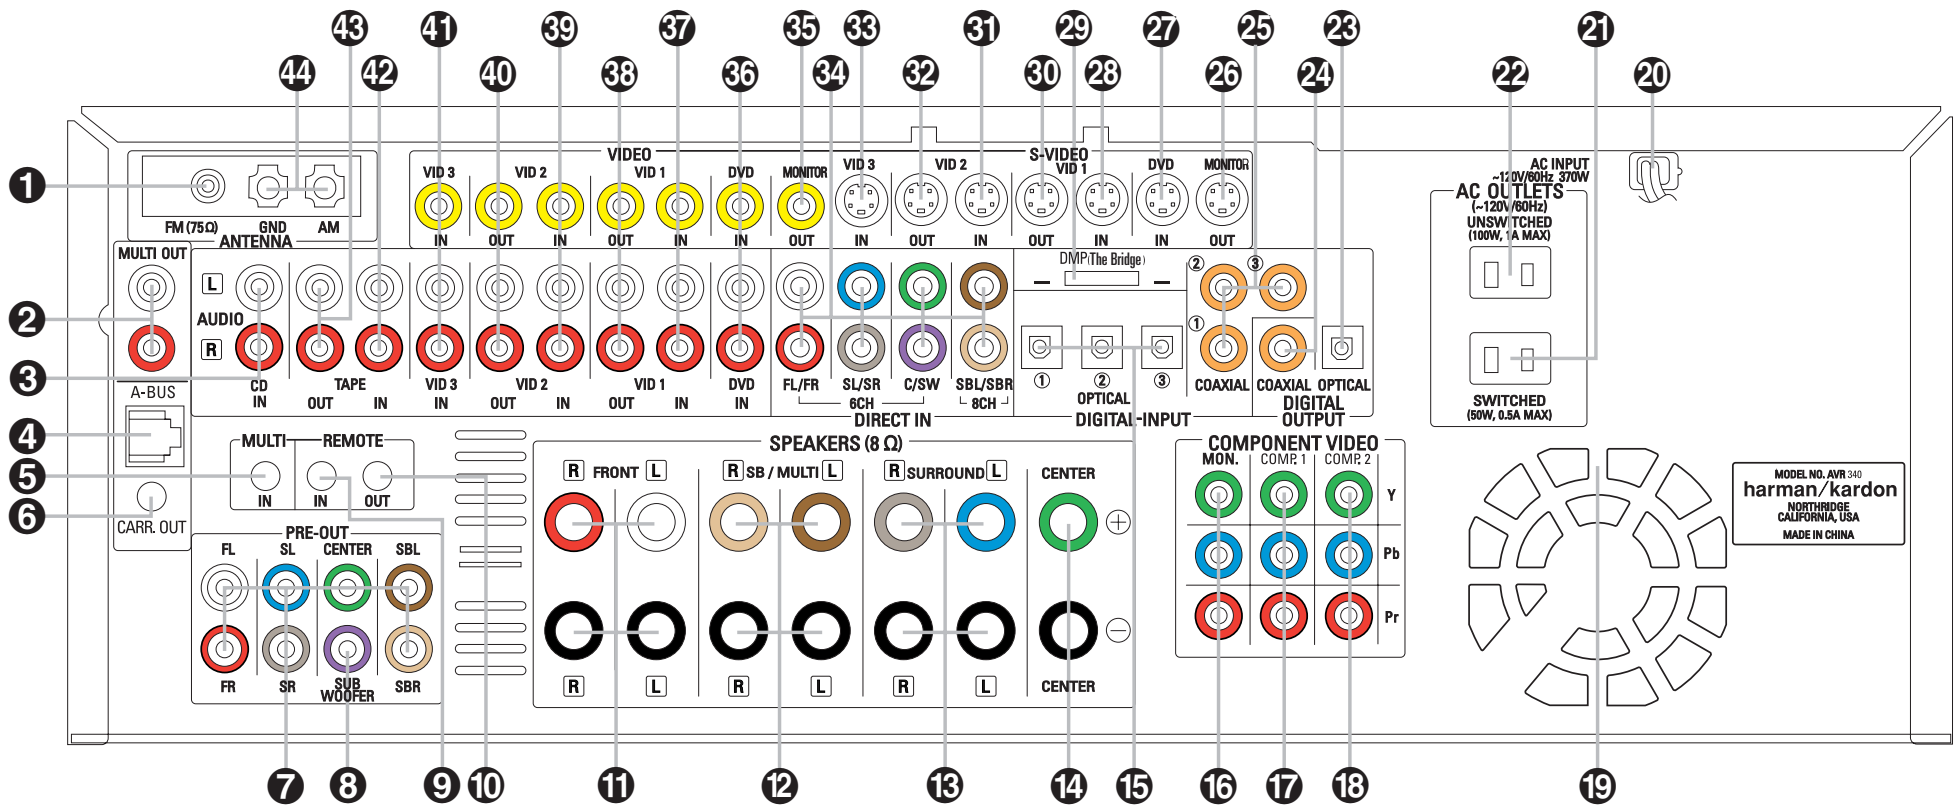 43 41 39 37 35 33 31 29 27 25 23 21
44 42 40 38 36 34 32 30 28 26 24 22 20
VIDEO S-VIDEO
VID 3 VID 2 VID 1 DVD MONITOR VID 3 VID 2 VID 1 DVD MONITOR
1
FM (75Ω) GND AM
ANTENNA
IN OUT IN OUT IN IN OUT IN OUT IN OUT IN IN OUT
AC INPUT
~120V/60Hz 370W
AC OUTLETS
(~120V/60Hz)
UNSWITCHED
(100W, 1A MAX)
MULTI OUT
L
DMP(The Bridge)
2 3
2
AUDIO
R
1
3
CD
IN
TAPE
OUT IN
VID 3
IN
VID 2
OUT IN
VID 1
OUT IN
DVD
IN
FL/FR SL/SR C/SW SBL/SBR
6CH 8CH
DIRECT IN
1 2 3
OPTICAL
DIGITAL INPUT
COAXIAL
COAXIAL OPTICAL
DIGITAL
OUTPUT
SWITCHED
(50W, 0.5A MAX)
A-BUS
4
MULTI REMOTE
5
IN IN OUT
6
CARR. OUT
SPEAKERS (8 Ω)
R FRONT L R SB / MULTI L R SURROUND L CENTER
+
−
R L R L R L CENTER
COMPONENT VIDEO
MON. COMP. 1 COMP. 2
Y
Pb
Pr
MODEL NO. AVR 340
harman/kardon
NORTHRIDGE
CALIFORNIA, USA
MADE IN CHINA
PRE-OUT
FL SL CENTER SBL
FR SR SUB WOOFER SBR
7 8 9 10 11 12 13 14 15 16 17 18 19